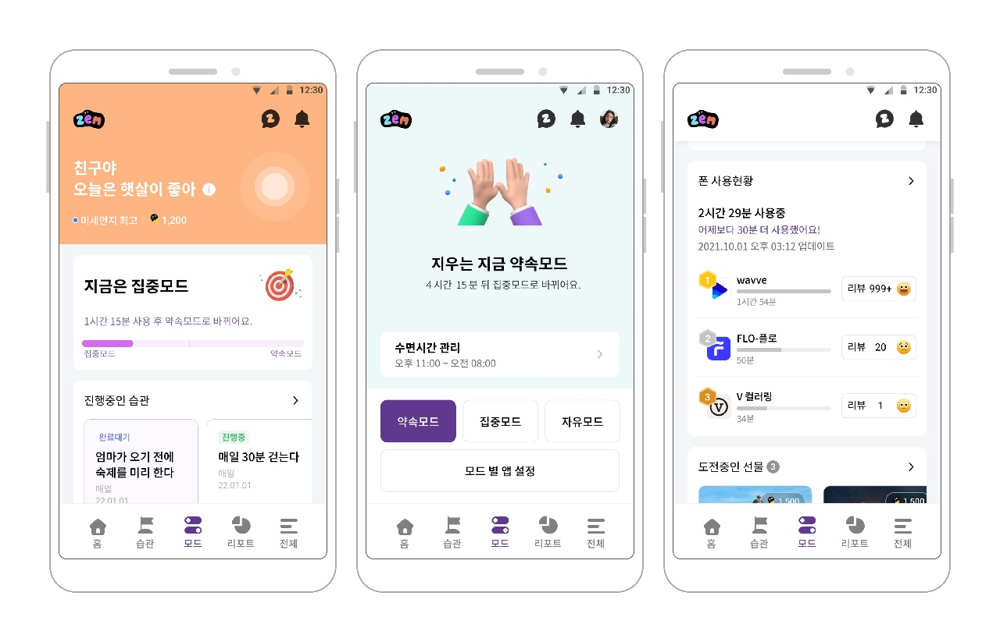 12:30
zem
친구야
오늘은 햇살이 좋아 i
미세먼지 최고 1,200
지금은 집중모드
1시간 15분 사용 후 약속모드로 바뀌어요.
집중모드 약속모드
진행중인 습관
완료대기
엄마가 오기 전에
숙제를 미리 한다
매일
22.01.01
진행중
매일 30분 걷는다
매일
22.01.01
홈 습관 모드 리포트 전체
12:30
zem
지우는 지금 약속모드
4시간 15분 뒤 집중모드로 바뀌어요.
수면시간 관리
오후 11:00 ~ 오전 08:00
약속모드 집중모드 자유모드
모드 별 앱 설정
홈 습관 모드 리포트 전체
12:30
zem
폰 사용현황
2시간 29분 사용중
어제보다 30분 더 사용했어요!
2021.10.01 오후 03:12 업데이트
1 wavve
1시간 54분
리뷰 999+
2 FLO-플로
50분
리뷰 20
3 V 컬러링
34분
리뷰 1
도전중인 선물 3
1,500 1,500
홈 습관 모드 리포트 전체